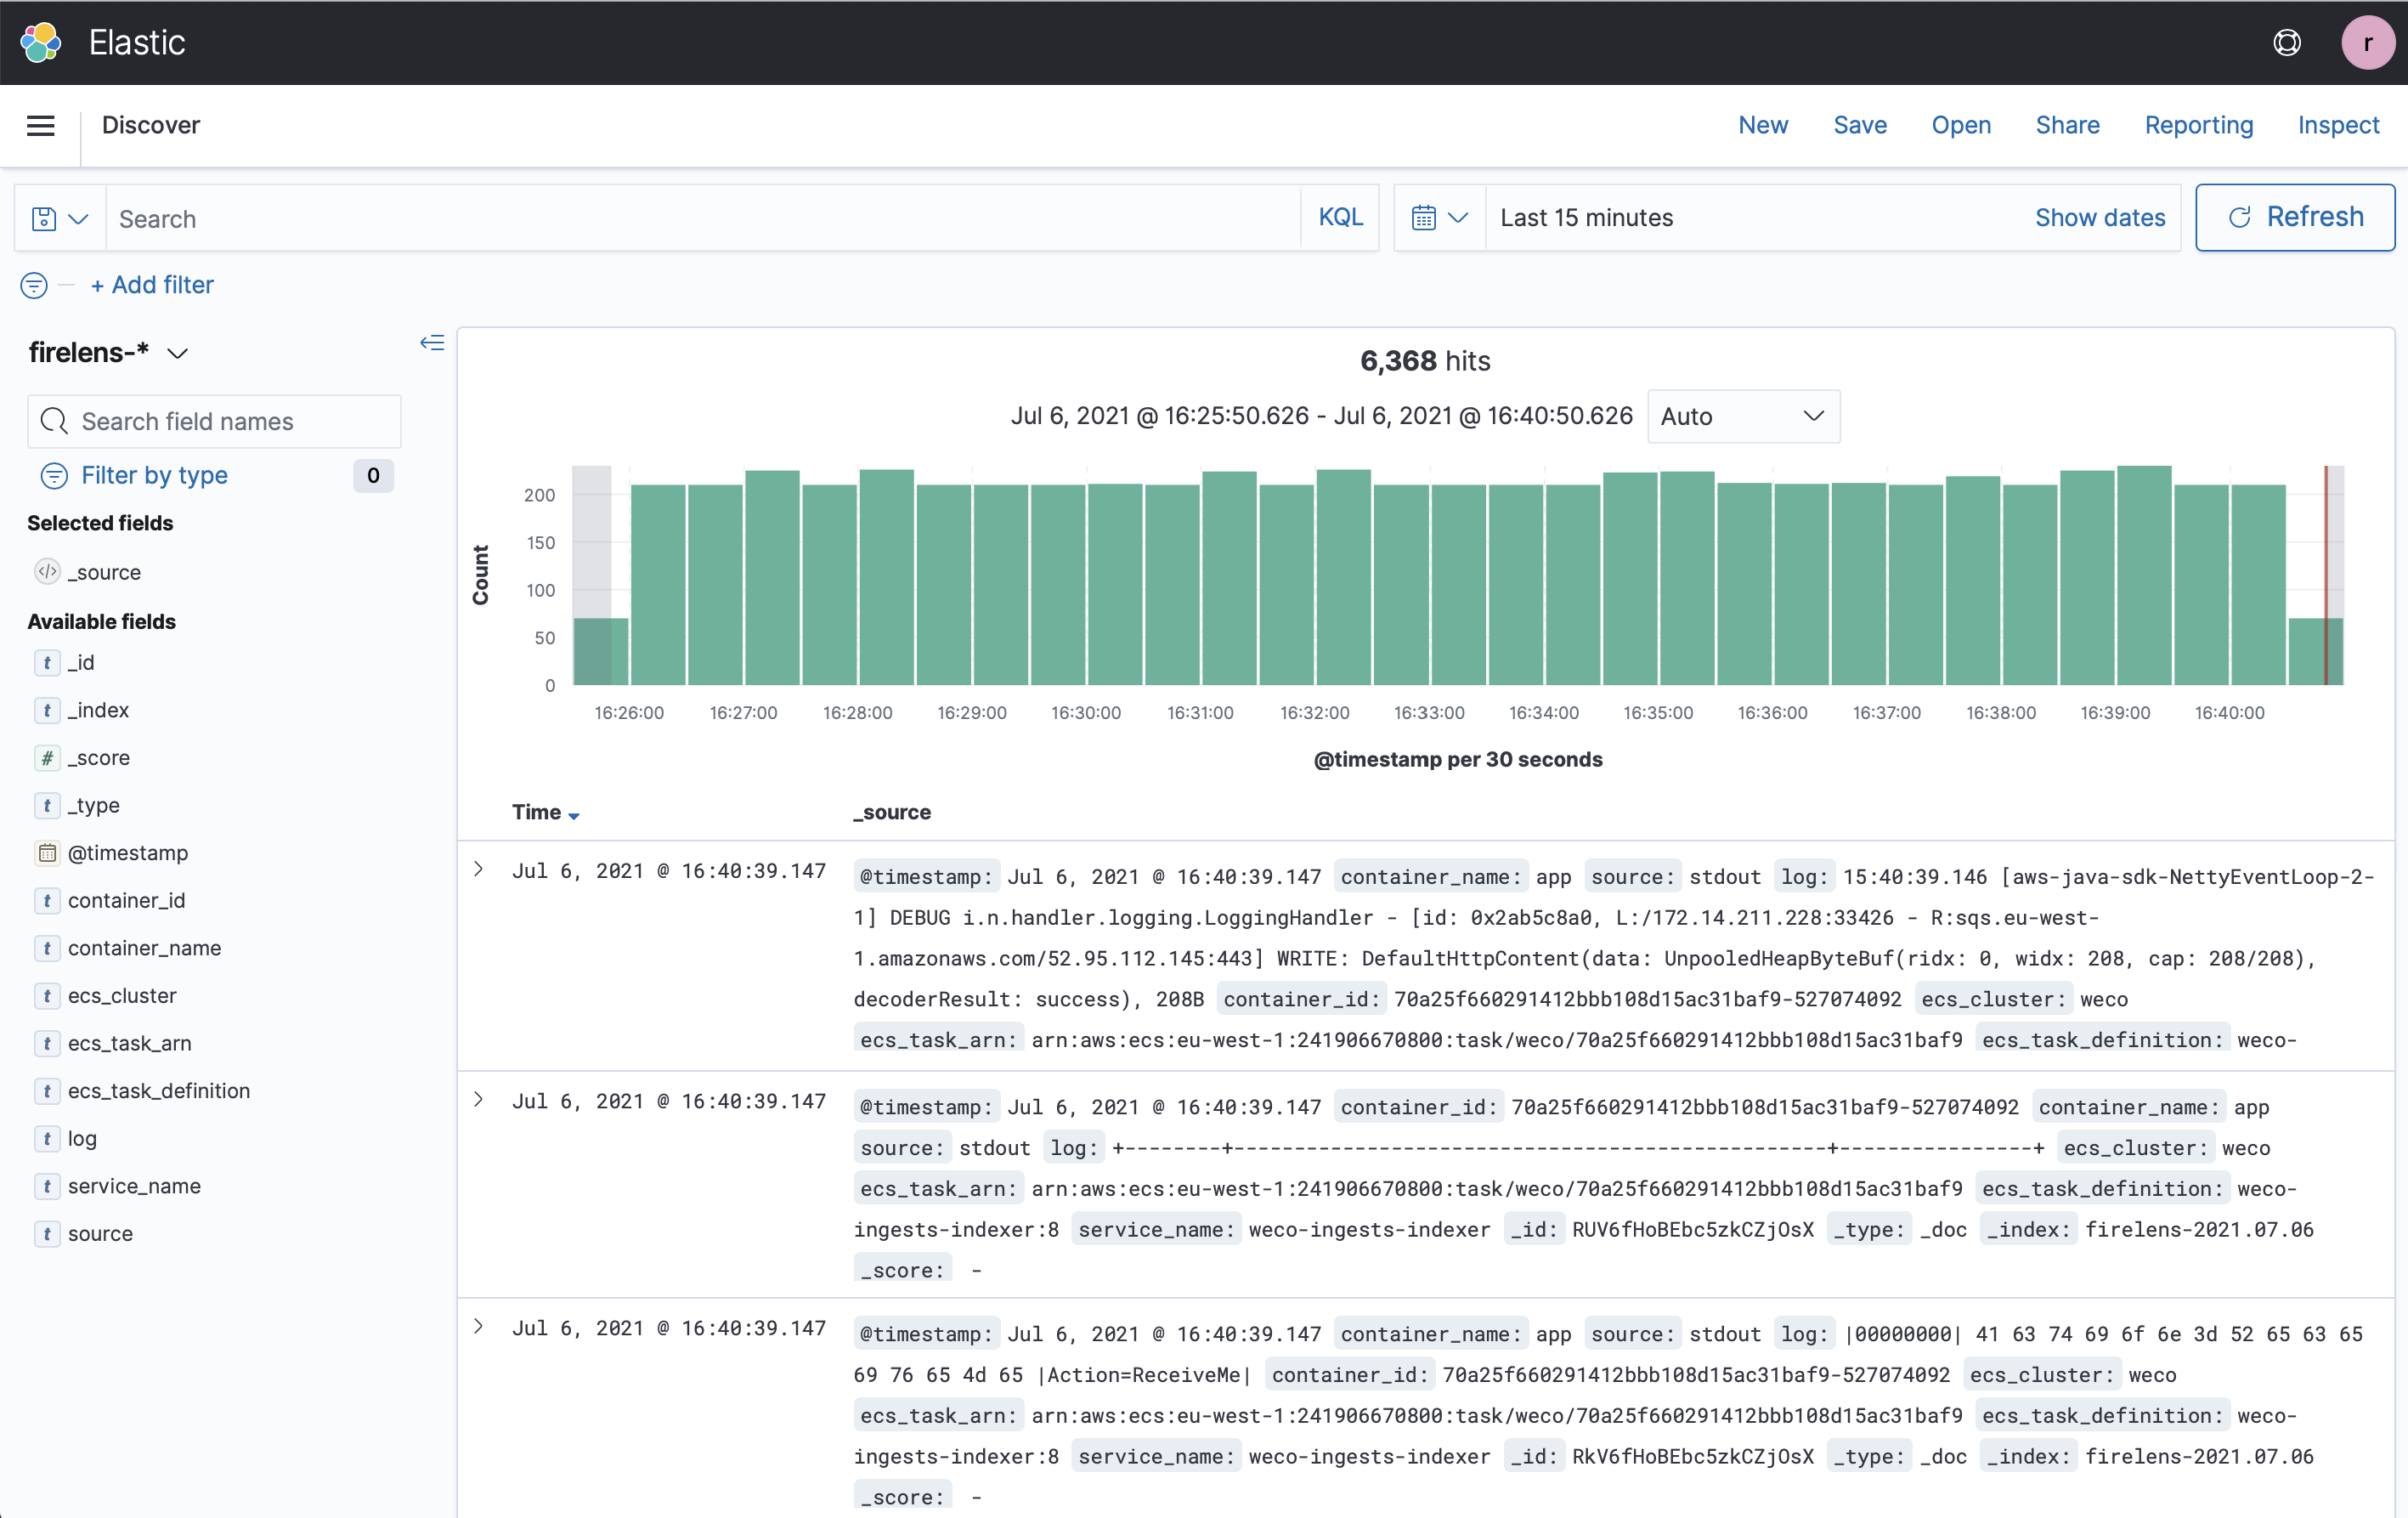 Elastic
r
Discover
New Save Open Share Reporting Inspect
Search KQL Last 15 minutes Show dates Refresh
+ Add filter
firelens-*
Search field names
Filter by type 0
Selected fields
_source
Available fields
t _id
t _index
# _score
t _type
@timestamp
t container_id
t container_name
t ecs_cluster
t ecs_task_arn
t ecs_task_definition
t log
t service_name
t source
6,368 hits
Jul 6, 2021 @ 16:25:50.626 - Jul 6, 2021 @ 16:40:50.626 Auto
Count
200
150
100
50
0
16:26:00 16:27:00 16:28:00 16:29:00 16:30:00 16:31:00 16:32:00 16:33:00 16:34:00 16:35:00 16:36:00 16:37:00 16:38:00 16:39:00 16:40:00
@timestamp per 30 seconds
Time _source
Jul 6, 2021 @ 16:40:39.147 @timestamp: Jul 6, 2021 @ 16:40:39.147 container_name: app source: stdout log: 15:40:39.146 [aws-java-sdk-NettyEventLoop-2-
1] DEBUG i.n.handler.logging.LoggingHandler - [id: 0x2ab5c8a0, L:/172.14.211.228:33426 - R:sqs.eu-west-
1.amazonaws.com/52.95.112.145:443] WRITE: DefaultHttpContent(data: UnpooledHeapByteBuf(ridx: 0, widx: 208, cap: 208/208),
decoderResult: success), 208B container_id: 70a25f660291412bbb108d15ac31baf9-527074092 ecs_cluster: weco
ecs_task_arn: arn:aws:ecs:eu-west-1:241906670800:task/weco/70a25f660291412bbb108d15ac31baf9 ecs_task_definition: weco-
Jul 6, 2021 @ 16:40:39.147 @timestamp: Jul 6, 2021 @ 16:40:39.147 container_id: 70a25f660291412bbb108d15ac31baf9-527074092 container_name: app
source: stdout log: +--------+-------------------------------------------------+----------------+ ecs_cluster: weco
ecs_task_arn: arn:aws:ecs:eu-west-1:241906670800:task/weco/70a25f660291412bbb108d15ac31baf9 ecs_task_definition: weco-
ingests-indexer:8 service_name: weco-ingests-indexer _id: RUV6fHoBEbc5zkCZjOsX _type: _doc _index: firelens-2021.07.06
_score: -
Jul 6, 2021 @ 16:40:39.147 @timestamp: Jul 6, 2021 @ 16:40:39.147 container_name: app source: stdout log: |00000000| 41 63 74 69 6f 6e 3d 52 65 63 65
69 76 65 4d 65 |Action=ReceiveMe| container_id: 70a25f660291412bbb108d15ac31baf9-527074092 ecs_cluster: weco
ecs_task_arn: arn:aws:ecs:eu-west-1:241906670800:task/weco/70a25f660291412bbb108d15ac31baf9 ecs_task_definition: weco-
ingests-indexer:8 service_name: weco-ingests-indexer _id: RkV6fHoBEbc5zkCZjOsX _type: _doc _index: firelens-2021.07.06
_score: -